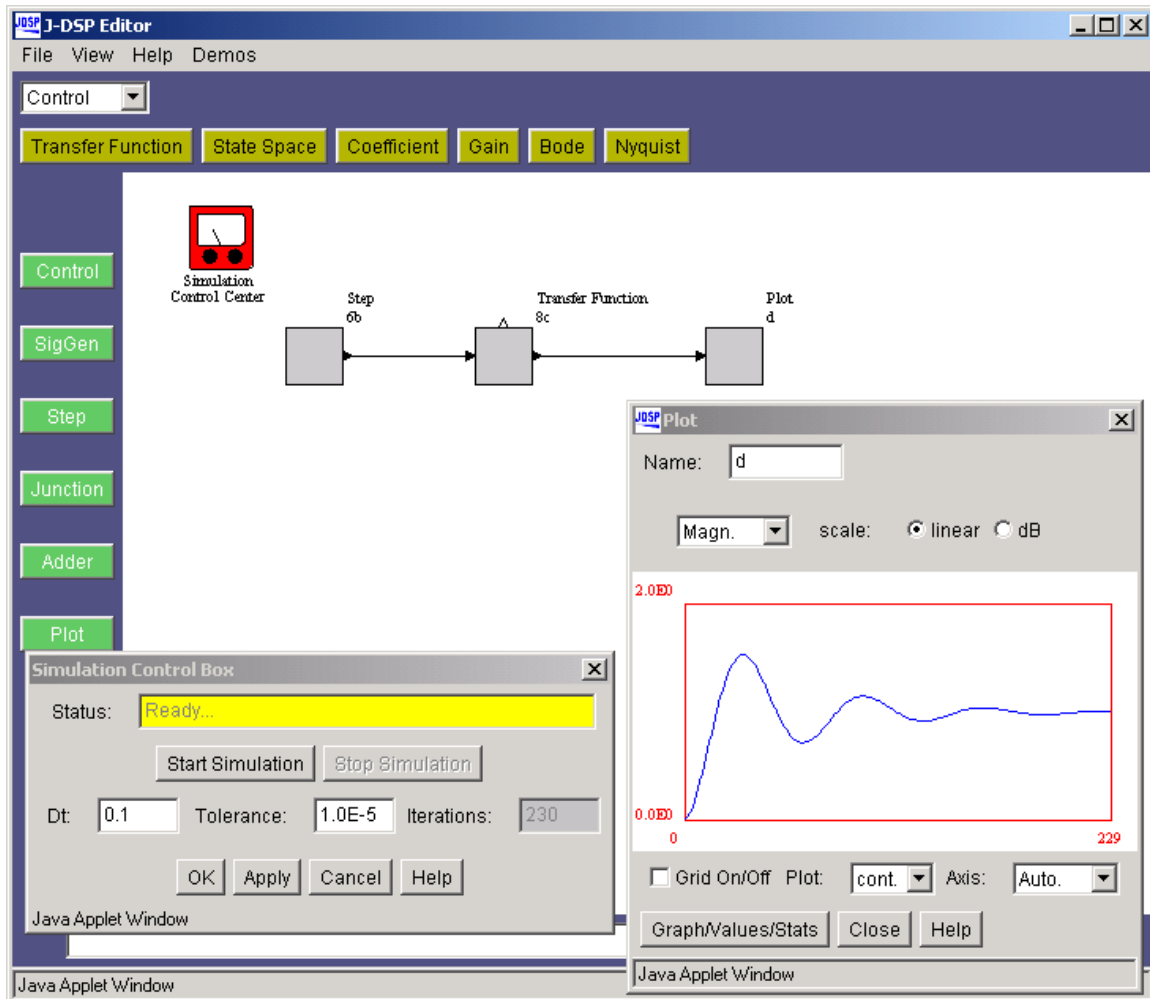 JDSP J-DSP Editor
File View Help Demos
Control
Transfer Function State Space Coefficient Gain Bode Nyquist
Control
SigGen
Step
Junction
Adder
Plot
Simulation
Control Center
Step
6b
Transfer Function
8c
Plot
d
Simulation Control Box
Status: Ready...
Start Simulation Stop Simulation
Dt: 0.1 Tolerance: 1.0E-5 Iterations: 230
OK Apply Cancel Help
Java Applet Window
JDSP Plot
Name: d
Magn. scale: linear dB
2.0E0
0.0E0
0 229
Grid On/Off Plot: cont. Axis: Auto.
Graph/Values/Stats Close Help
Java Applet Window
Java Applet Window